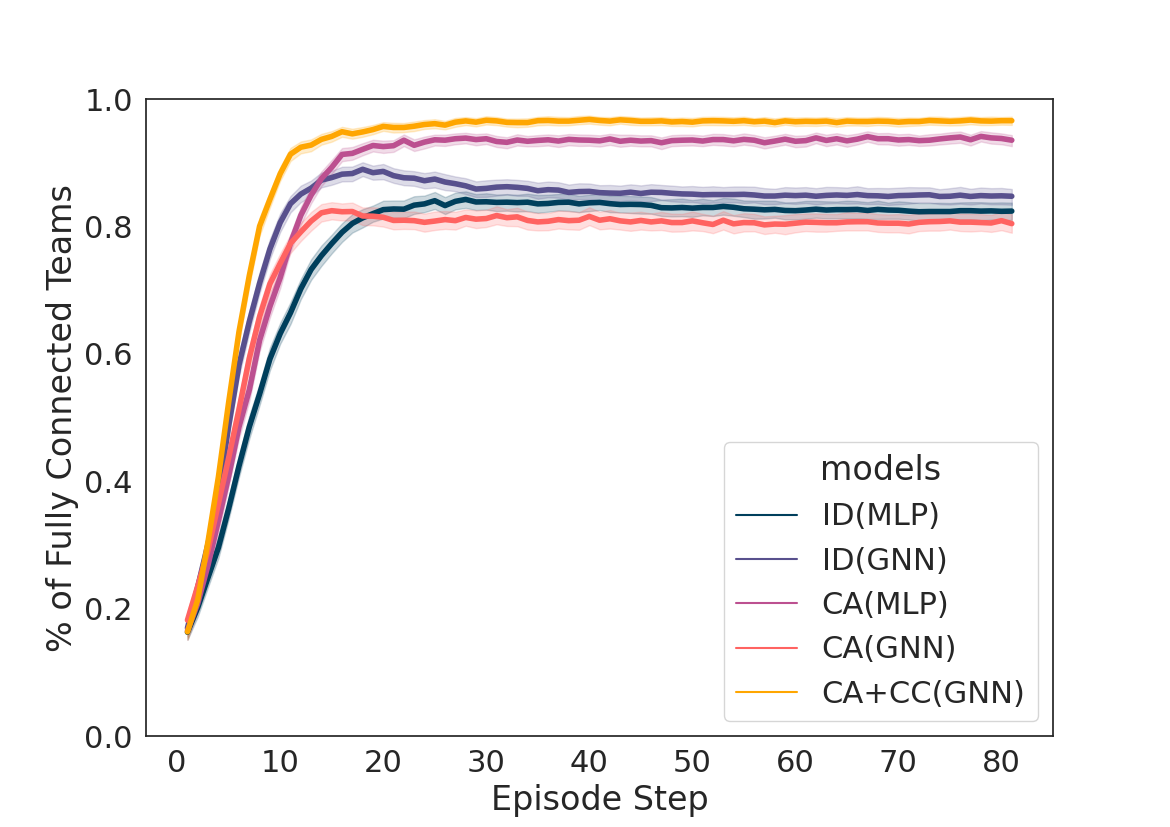 % of Fully Connected Teams
1.0
0.8
0.6
0.4
0.2
0.0
models
ID(MLP)
ID(GNN)
CA(MLP)
CA(GNN)
CA+CC(GNN)
0 10 20 30 40 50 60 70 80
Episode Step